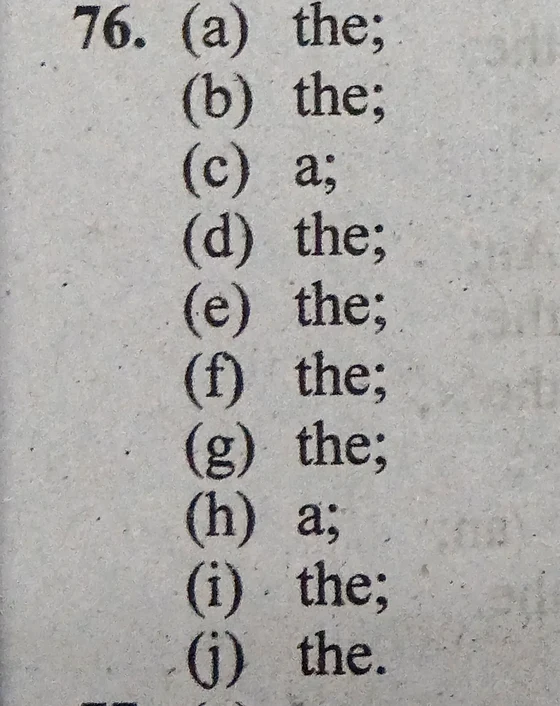 76. (a) the;
(b) the;
(c) a;
(d) the;
(e) the;
(f) the;
(g) the;
(h) a;
(i) the;
(j) the.